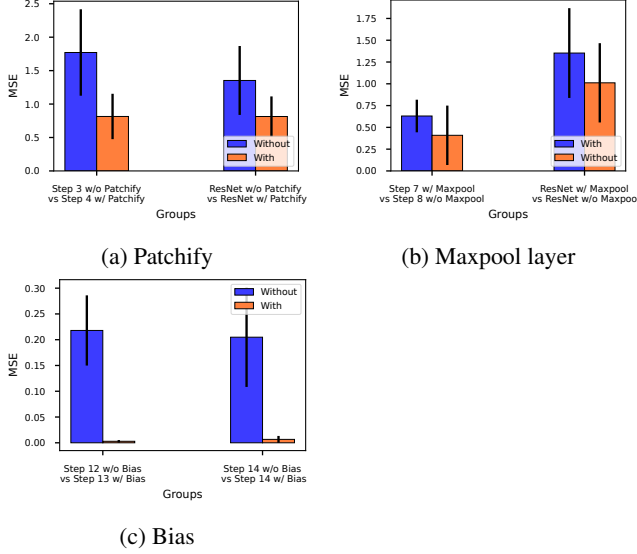 2.5
2.0
1.5
1.0
0.5
0.0
MSE
Without
With
Step 3 w/o Patchify
vs Step 4 w/ Patchify
ResNet w/o Patchify
vs ResNet w/ Patchify
Groups
(a) Patchify
1.75
1.50
1.25
1.00
0.75
0.50
0.25
0.00
MSE
With
Without
Step 7 w/ Maxpool
vs Step 8 w/o Maxpool
ResNet w/ Maxpool
vs ResNet w/o Maxpoo
Groups
(b) Maxpool layer
0.30
0.25
0.20
0.15
0.10
0.05
0.00
MSE
Without
With
Step 12 w/o Bias
vs Step 13 w/ Bias
Step 14 w/o Bias
vs Step 14 w/ Bias
Groups
(c) Bias